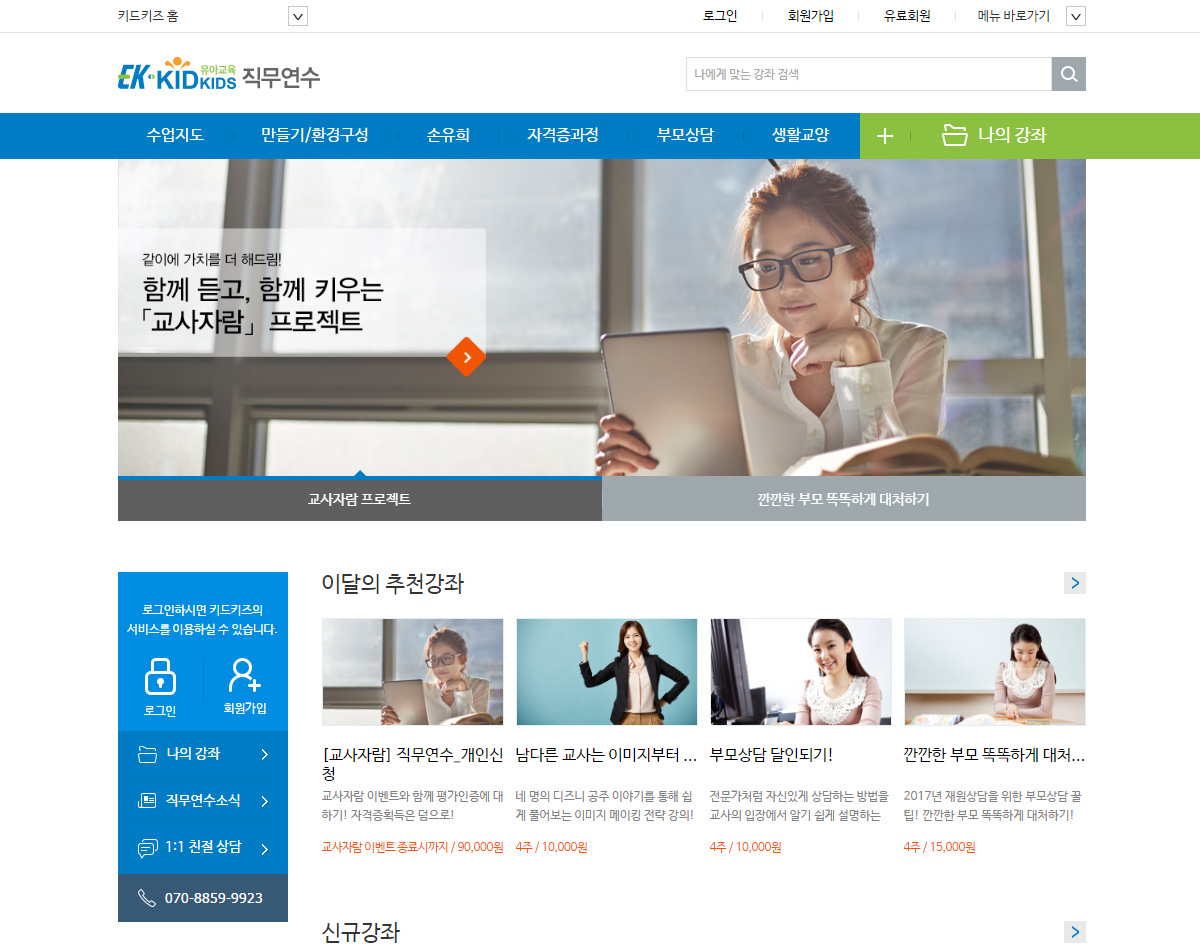 키드키즈 홈
로그인
회원가입
유료회원
메뉴 바로가기
EK KID KIDS 유아교육 직무연수
나에게 맞는 강좌 검색
수업지도
만들기/환경구성
손유희
자격증과정
부모상담
생활교양
나의 강좌
같이에 가치를 더 해드림!
함께 듣고, 함께 키우는
「교사자람」 프로젝트
교사자람 프로젝트
깐깐한 부모 똑똑하게 대처하기
로그인하시면 키드키즈의
서비스를 이용하실 수 있습니다.
로그인
회원가입
나의 강좌
직무연수소식
1:1 친절 상담
070-8859-9923
이달의 추천강좌
[교사자람] 직무연수_개인신
청
교사자람 이벤트와 함께 평가인증에 대
하기! 자격증획득은 덤으로!
교사자람 이벤트 종료시까지 / 90,000원
남다른 교사는 이미지부터 ...
네 명의 디즈니 공주 이야기를 통해 쉽
게 풀어보는 이미지 메이킹 전략 강의!
4주 / 10,000원
부모상담 달인되기!
전문가처럼 자신있게 상담하는 방법을
교사의 입장에서 알기 쉽게 설명하는
4주 / 10,000원
깐깐한 부모 똑똑하게 대처...
2017년 재원상담을 위한 부모상담 꿀
팁! 깐깐한 부모 똑똑하게 대처하기!
4주 / 15,000원
신규강좌